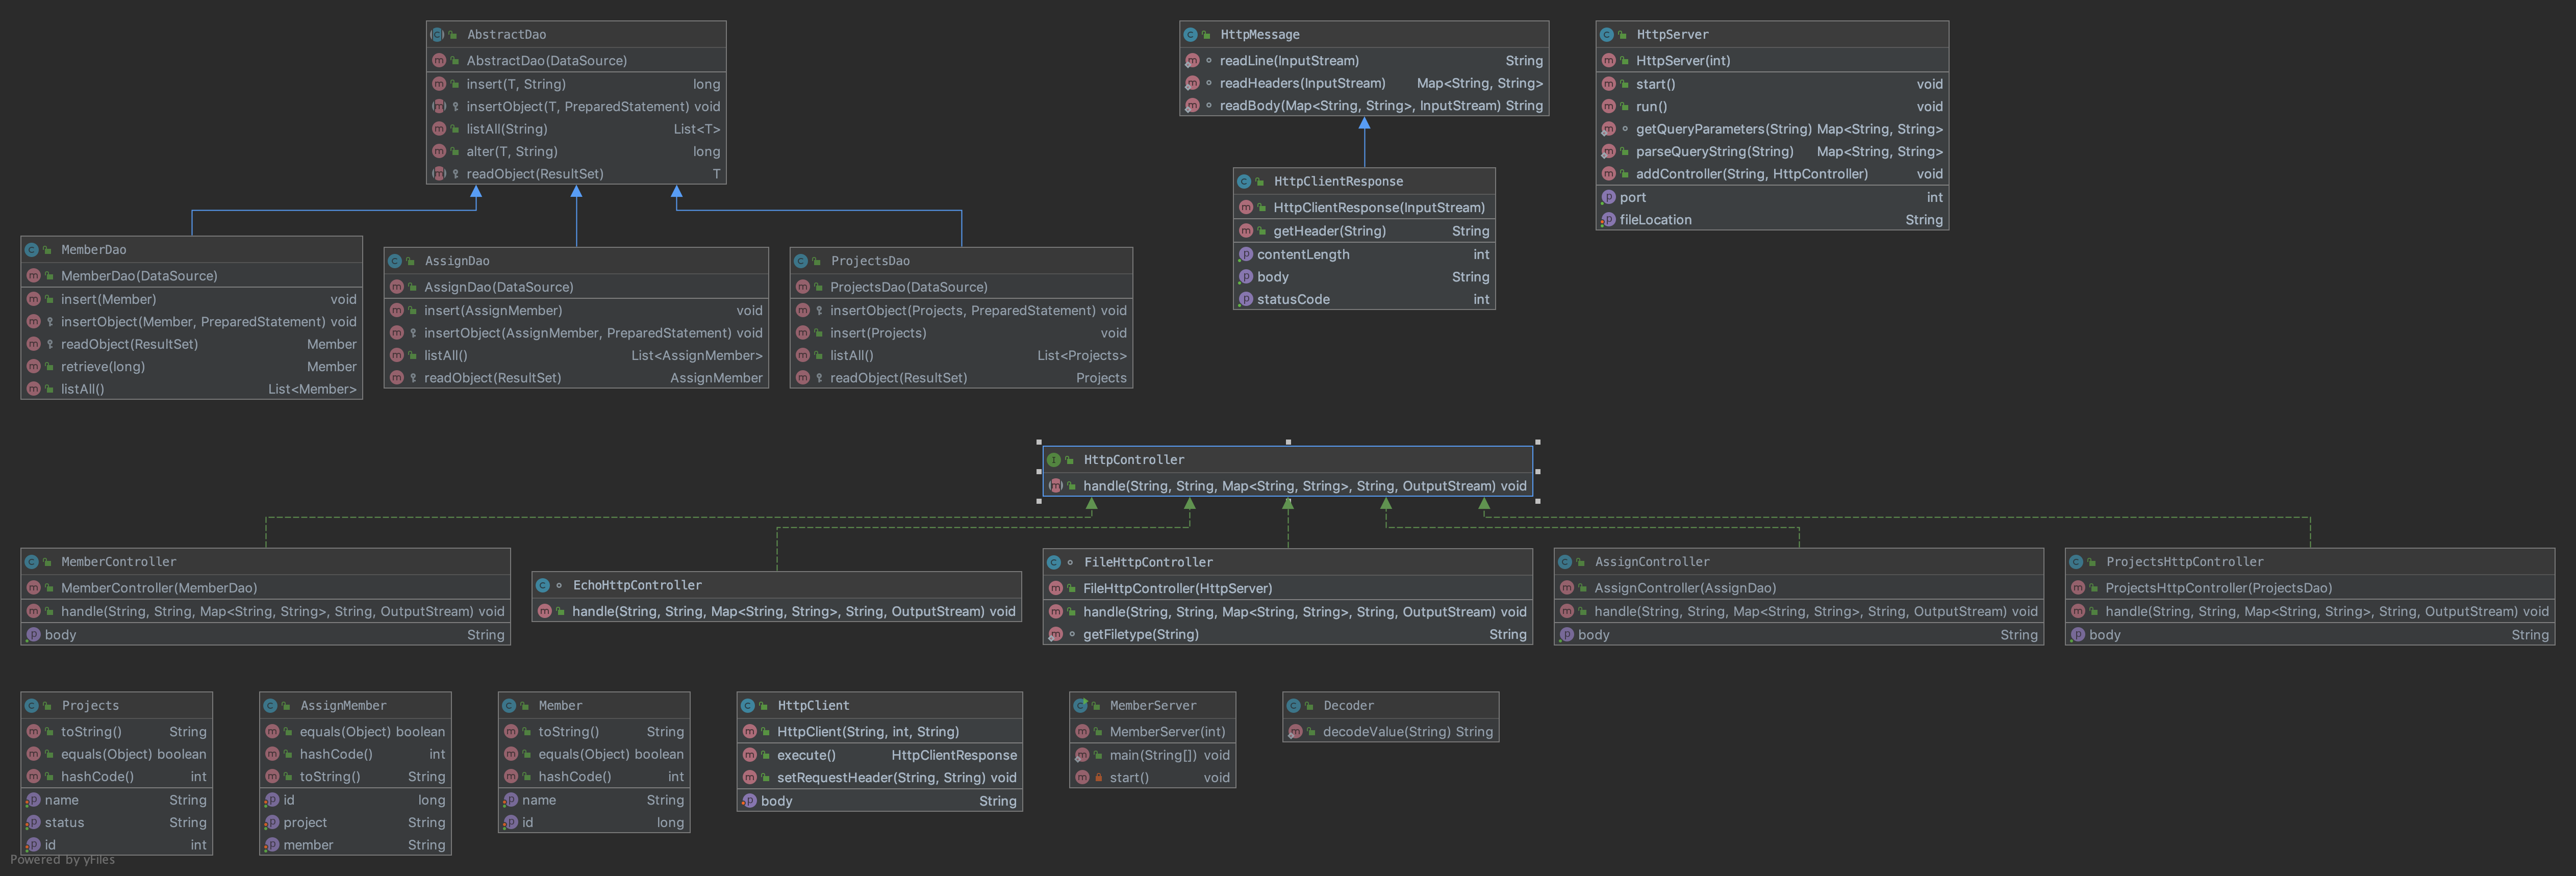 AbstractDao
AbstractDao(DataSource)
insert(T, String) long
insertObject(T, PreparedStatement) void
listAll(String) List<T>
alter(T, String) long
readObject(ResultSet) T
HttpMessage
readLine(InputStream) String
readHeaders(InputStream) Map<String, String>
readBody(Map<String, String>, InputStream) String
HttpServer
HttpServer(int)
start() void
run() void
getQueryParameters(String) Map<String, String>
parseQueryString(String) Map<String, String>
addController(String, HttpController) void
port int
fileLocation String
HttpClientResponse
HttpClientResponse(InputStream)
getHeader(String) String
contentLength int
body String
statusCode int
MemberDao
MemberDao(DataSource)
insert(Member) void
insertObject(Member, PreparedStatement) void
readObject(ResultSet) Member
retrieve(long) Member
listAll() List<Member>
AssignDao
AssignDao(DataSource)
insert(AssignMember) void
insertObject(AssignMember, PreparedStatement) void
listAll() List<AssignMember>
readObject(ResultSet) AssignMember
ProjectsDao
ProjectsDao(DataSource)
insertObject(Projects, PreparedStatement) void
insert(Projects) void
listAll() List<Projects>
readObject(ResultSet) Projects
HttpController
handle(String, String, Map<String, String>, String, OutputStream) void
MemberController
MemberController(MemberDao)
handle(String, String, Map<String, String>, String, OutputStream) void
body String
EchoHttpController
handle(String, String, Map<String, String>, String, OutputStream) void
FileHttpController
FileHttpController(HttpServer)
handle(String, String, Map<String, String>, String, OutputStream) void
getFiletype(String) String
AssignController
AssignController(AssignDao)
handle(String, String, Map<String, String>, String, OutputStream) void
body String
ProjectsHttpController
ProjectsHttpController(ProjectsDao)
handle(String, String, Map<String, String>, String, OutputStream) void
body String
Projects
toString() String
equals(Object) boolean
hashCode() int
name String
status String
id int
AssignMember
equals(Object) boolean
hashCode() int
toString() String
id long
project String
member String
Member
toString() String
equals(Object) boolean
hashCode() int
name String
id long
HttpClient
HttpClient(String, int, String)
execute() HttpClientResponse
setRequestHeader(String, String) void
body String
MemberServer
MemberServer(int)
main(String[]) void
start() void
Decoder
decodeValue(String) String
Powered by yFiles